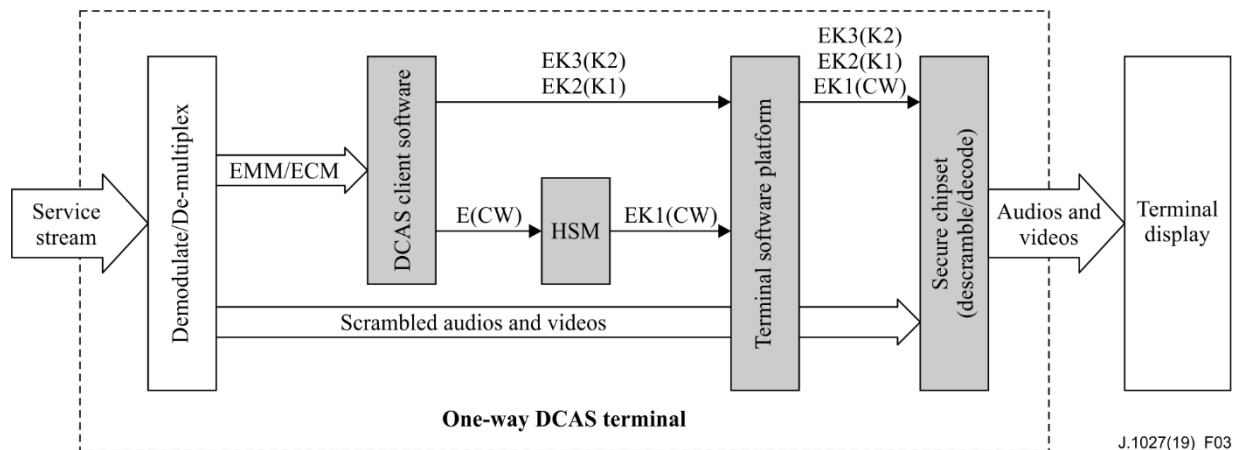 Service
stream
Demodulate/De-multiplex
EMM/ECM
DCAS client software
EK3(K2)
EK2(K1)
E(CW)
HSM
EK1(CW)
Scrambled audios and videos
Terminal software platform
EK3(K2)
EK2(K1)
EK1(CW)
Secure chipset
(descramble/decode)
Audios and
videos
Terminal
display
One-way DCAS terminal
J.1027(19)_F03